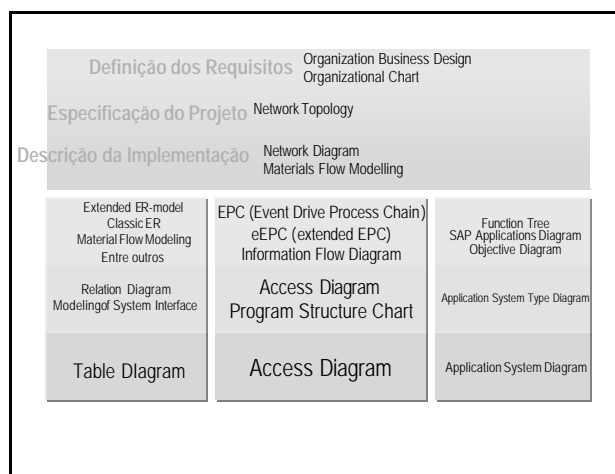 Definição dos Requisitos
Organization Business Design
Organizational Chart
Especificação do Projeto
Network Topology
Descrição da Implementação
Network Diagram
Materials Flow Modelling
Extended ER-model
Classic ER
Material Flow Modeling
Entre outros
Relation Diagram
Modelingof System Interface
Table DIagram
EPC (Event Drive Process Chain)
eEPC (extended EPC)
Information Flow Diagram
Access Diagram
Program Structure Chart
Access Diagram
Function Tree
SAP Applications Diagram
Objective Diagram
Application System Type Diagram
Application System Diagram